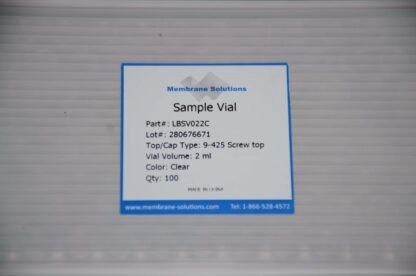 Membrane Solutions
Sample Vial
Part#: LBSV022C
Lot#: 280676671
Top/Cap Type: 9-425 Screw top
Vial Volume: 2 ml
Color: Clear
Qty: 100
MADE IN CHINA
www.membrane-solutions.com Tel: 1-866-528-4572